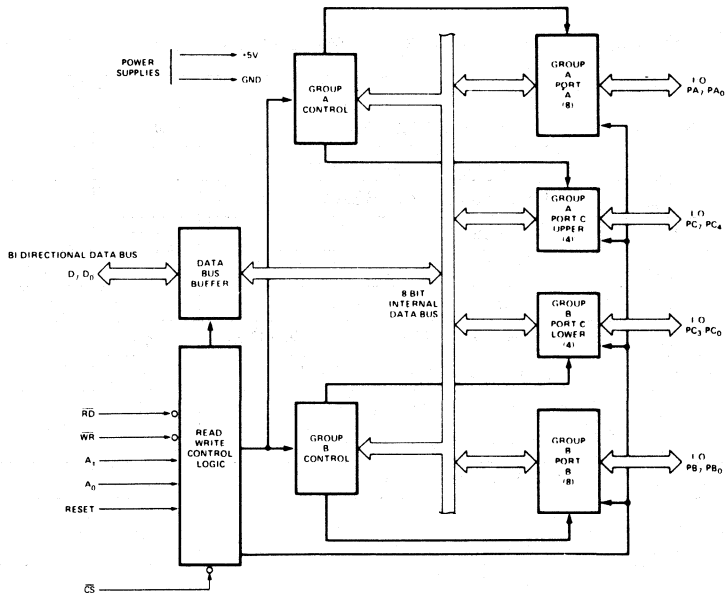 POWER
SUPPLIES
+5V
GND
GROUP
A
CONTROL
GROUP
A
PORT
A
(8)
I O
PA7 PA0
GROUP
A
PORT C
UPPER
(4)
I O
PC7 PC4
BI DIRECTIONAL DATA BUS
D7 D0
DATA
BUS
BUFFER
8 BIT
INTERNAL
DATA BUS
GROUP
B
PORT C
LOWER
(4)
I O
PC3 PC0
RD
WR
A1
A0
RESET
CS
READ
WRITE
CONTROL
LOGIC
GROUP
B
CONTROL
GROUP
B
PORT
B
(8)
I O
PB7 PB0